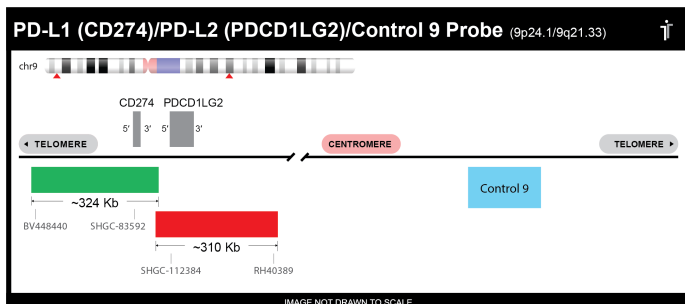 PD-L1 (CD274)/PD-L2 (PDCD1LG2)/Control 9 Probe (9p24.1/9q21.33)
chr9
CD274 PDCD1LG2
5' 3' 5' 3'
TELOMERE CENTROMERE TELOMERE
Control 9
~324 Kb
BV448440 SHGC-83592
~310 Kb
SHGC-112384 RH40389
IMAGE NOT DRAWN TO SCALE